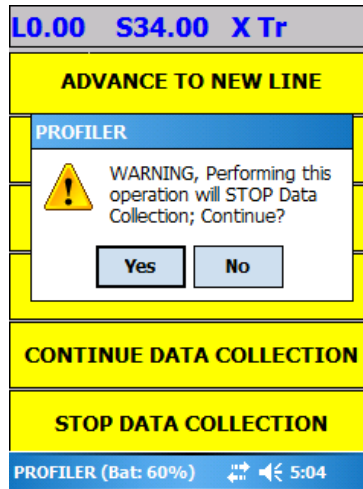 L0.00 S34.00 X Tr
ADVANCE TO NEW LINE
PROFILER
WARNING, Performing this
operation will STOP Data
Collection; Continue?
Yes No
CONTINUE DATA COLLECTION
STOP DATA COLLECTION
PROFILER (Bat: 60%) 5:04